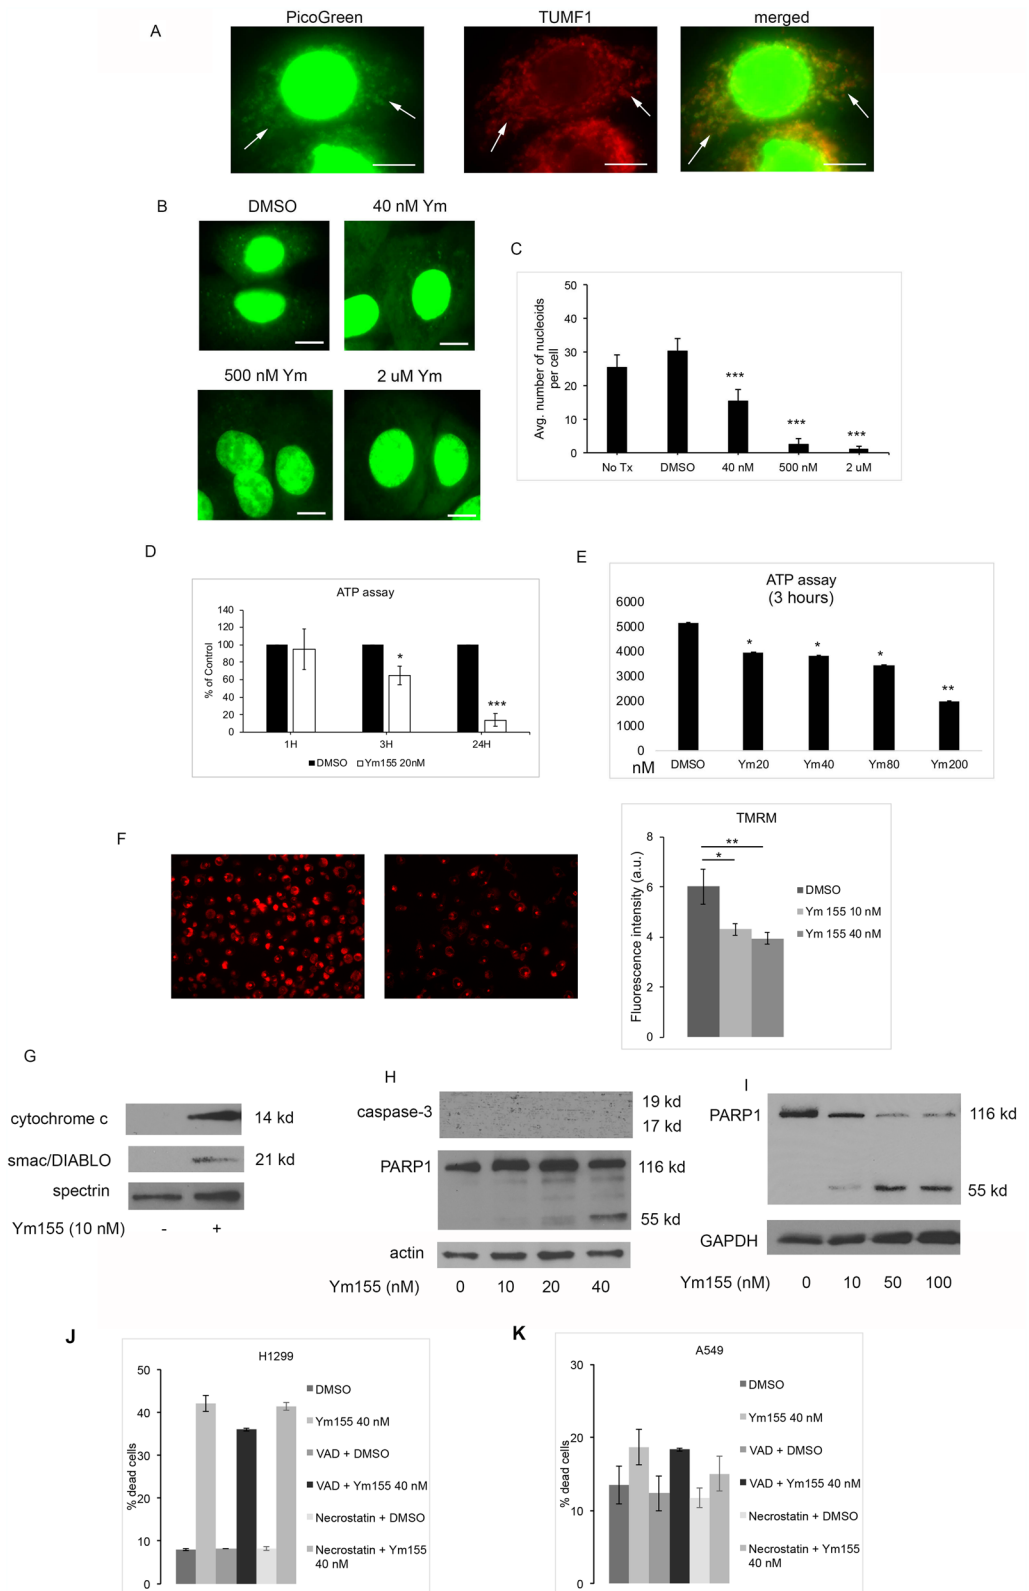 A
PicoGreen
TUMF1
merged
B
DMSO
40 nM Ym
500 nM Ym
2 uM Ym
C
Avg. number of nucleoids
per cell
50
40
30
20
10
0
***
***
***
No Tx
DMSO
40 nM
500 nM
2 uM
D
ATP assay
% of Control
140
120
100
80
60
40
20
0
*
***
1H
3H
24H
DMSO
Ym155 20nM
E
ATP assay
(3 hours)
6000
5000
4000
3000
2000
1000
0
*
*
*
**
nM
DMSO
Ym20
Ym40
Ym80
Ym200
F
TMRM
Fluorescence intensity (a.u.)
8
6
4
2
0
**
*
DMSO
Ym 155 10 nM
Ym 155 40 nM
G
cytochrome c
14 kd
smac/DIABLO
21 kd
spectrin
Ym155 (10 nM) - +
H
caspase-3
19 kd
17 kd
PARP1
116 kd
55 kd
actin
Ym155 (nM) 0 10 20 40
I
PARP1
116 kd
55 kd
GAPDH
Ym155 (nM) 0 10 50 100
J
H1299
% dead cells
50
40
30
20
10
0
DMSO
Ym155 40 nM
VAD + DMSO
VAD + Ym155 40 nM
Necrostatin + DMSO
Necrostatin + Ym155
40 nM
K
A549
% dead cells
30
20
10
0
DMSO
Ym155 40 nM
VAD + DMSO
VAD + Ym155 40 nM
Necrostatin + DMSO
Necrostatin + Ym155
40 nM